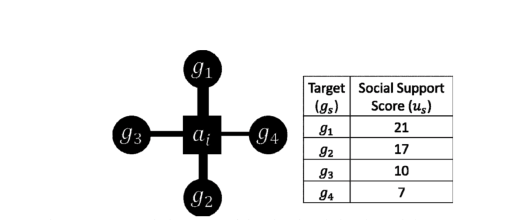 g₁
g₃ aᵢ g₄
g₂
Target (gₛ) Social Support Score (uₛ)
g₁ 21
g₂ 17
g₃ 10
g₄ 7